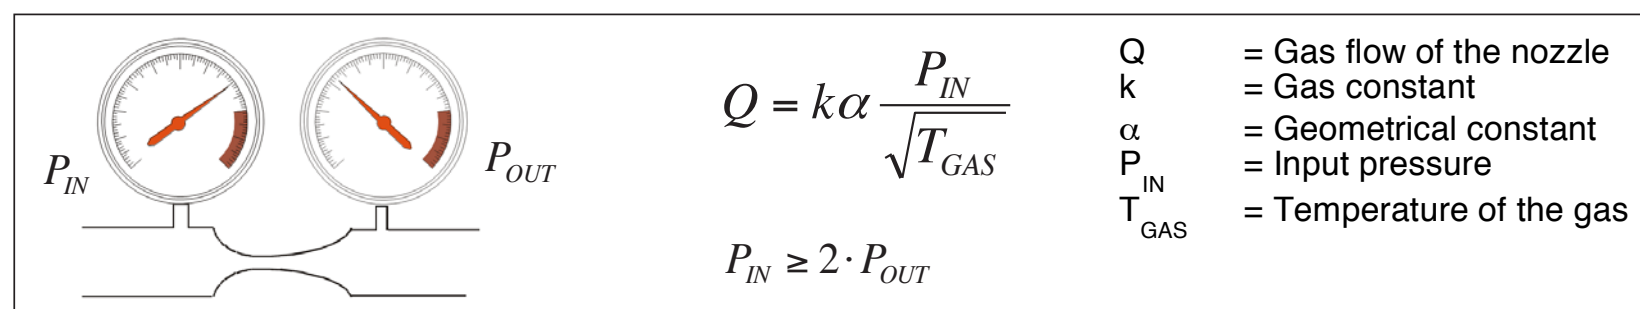 P_IN
P_OUT
Q = kα P_IN / √T_GAS
P_IN ≥ 2 · P_OUT
Q = Gas flow of the nozzle
k = Gas constant
α = Geometrical constant
P_IN = Input pressure
T_GAS = Temperature of the gas